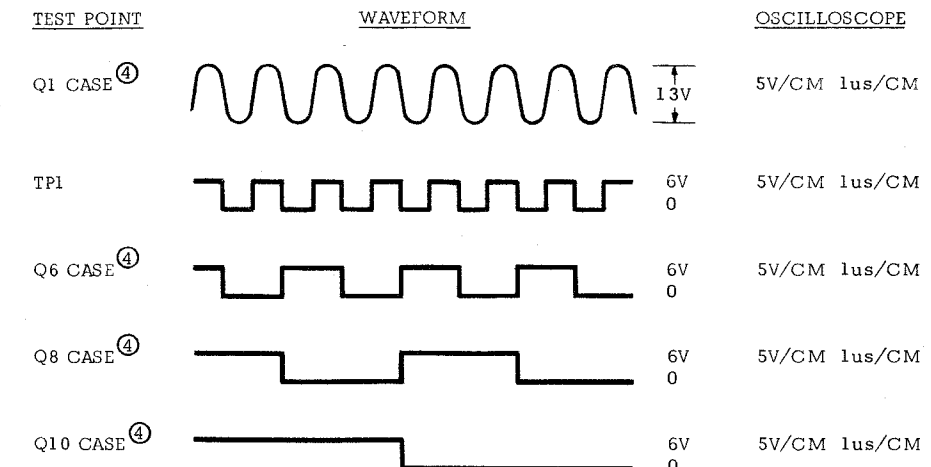 TEST POINT WAVEFORM OSCILLOSCOPE
Q1 CASE④ 13V 5V/CM 1us/CM
TP1 6V 5V/CM 1us/CM
0
Q6 CASE④ 6V 5V/CM 1us/CM
0
Q8 CASE④ 6V 5V/CM 1us/CM
0
Q10 CASE④ 6V 5V/CM 1us/CM
0